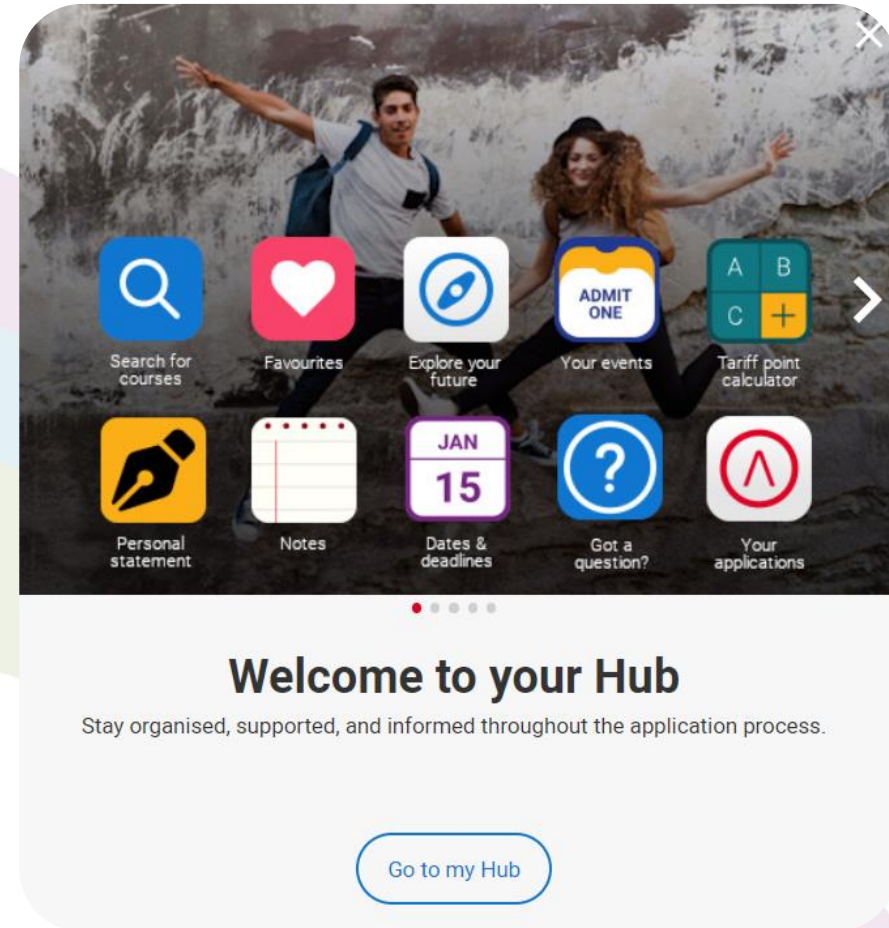 ADMIT
ONE
A B
C +
Search for
courses
Favourites
Explore your
future
Your events
Tariff point
calculator
JAN
15
?
Personal
statement
Notes
Dates &
deadlines
Got a
question?
Your
applications
Welcome to your Hub
Stay organised, supported, and informed throughout the application process.
Go to my Hub